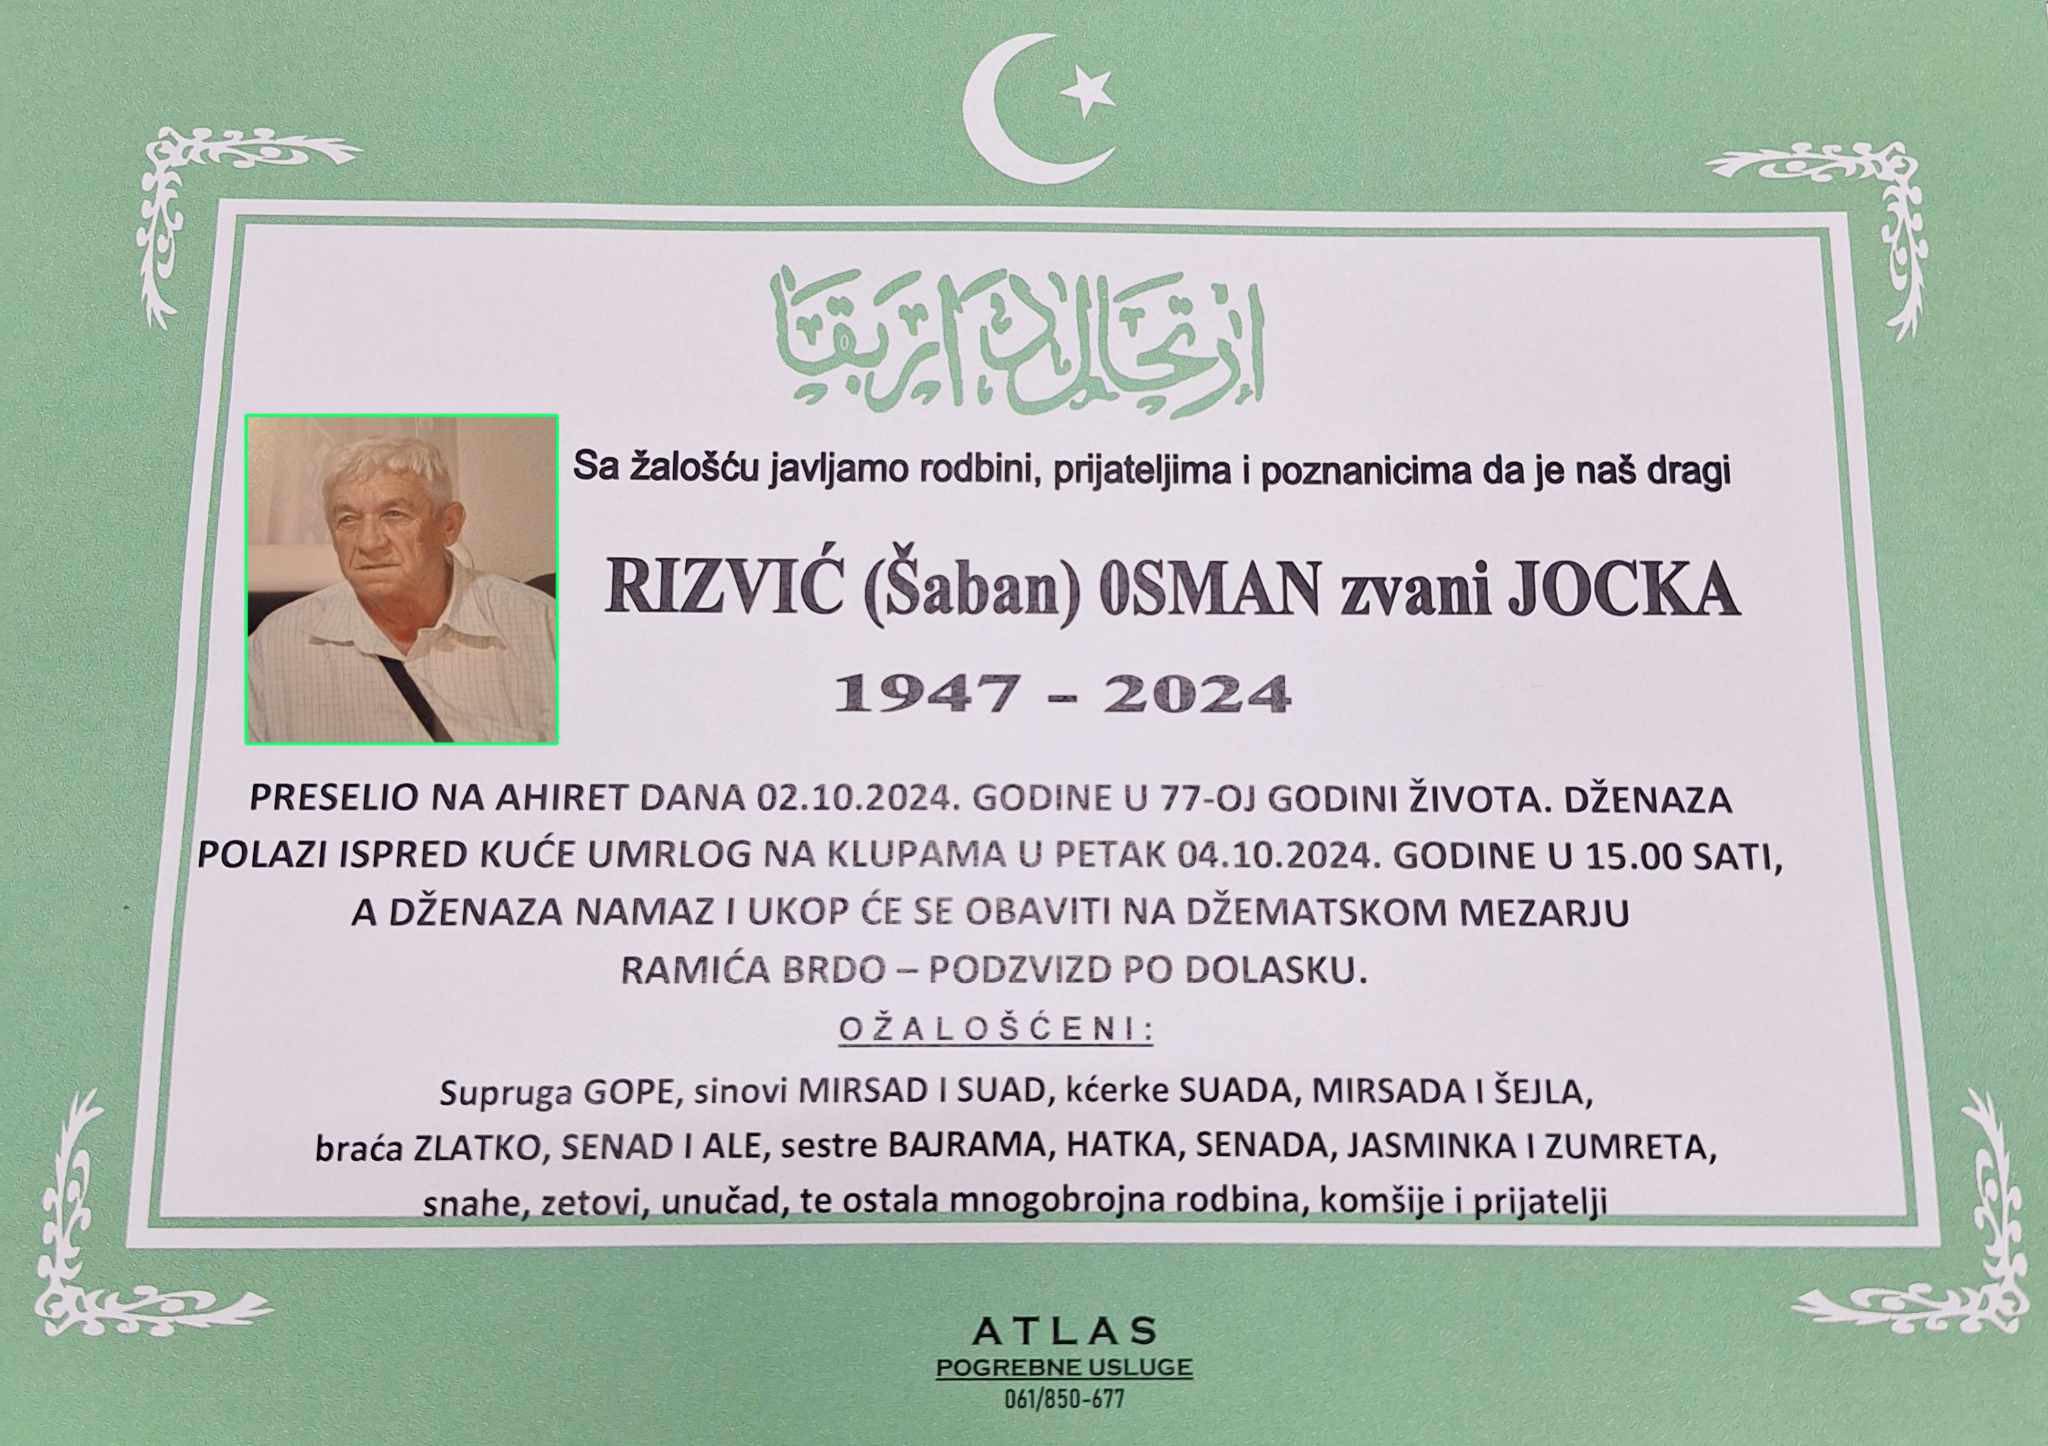 ارتحال دار بقا
Sa žalošću javljamo rodbini, prijateljima i poznanicima da je naš dragi
RIZVIĆ (Šaban) 0SMAN zvani JOCKA
1947 - 2024
PRESELIO NA AHIRET DANA 02.10.2024. GODINE U 77-OJ GODINI ŽIVOTA. DŽENAZA
POLAZI ISPRED KUĆE UMRLOG NA KLUPAMA U PETAK 04.10.2024. GODINE U 15.00 SATI,
A DŽENAZA NAMAZ I UKOP ĆE SE OBAVITI NA DŽEMATSKOM MEZARJU
RAMIĆA BRDO – PODZVIZD PO DOLASKU.
OŽALOŠĆENI:
Supruga GOPE, sinovi MIRSAD I SUAD, kćerke SUADA, MIRSADA I ŠEJLA,
braća ZLATKO, SENAD I ALE, sestre BAJRAMA, HATKA, SENADA, JASMINKA I ZUMRETA,
snahe, zetovi, unučad, te ostala mnogobrojna rodbina, komšije i prijatelji
ATLAS
POGREBNE USLUGE
061/850-677